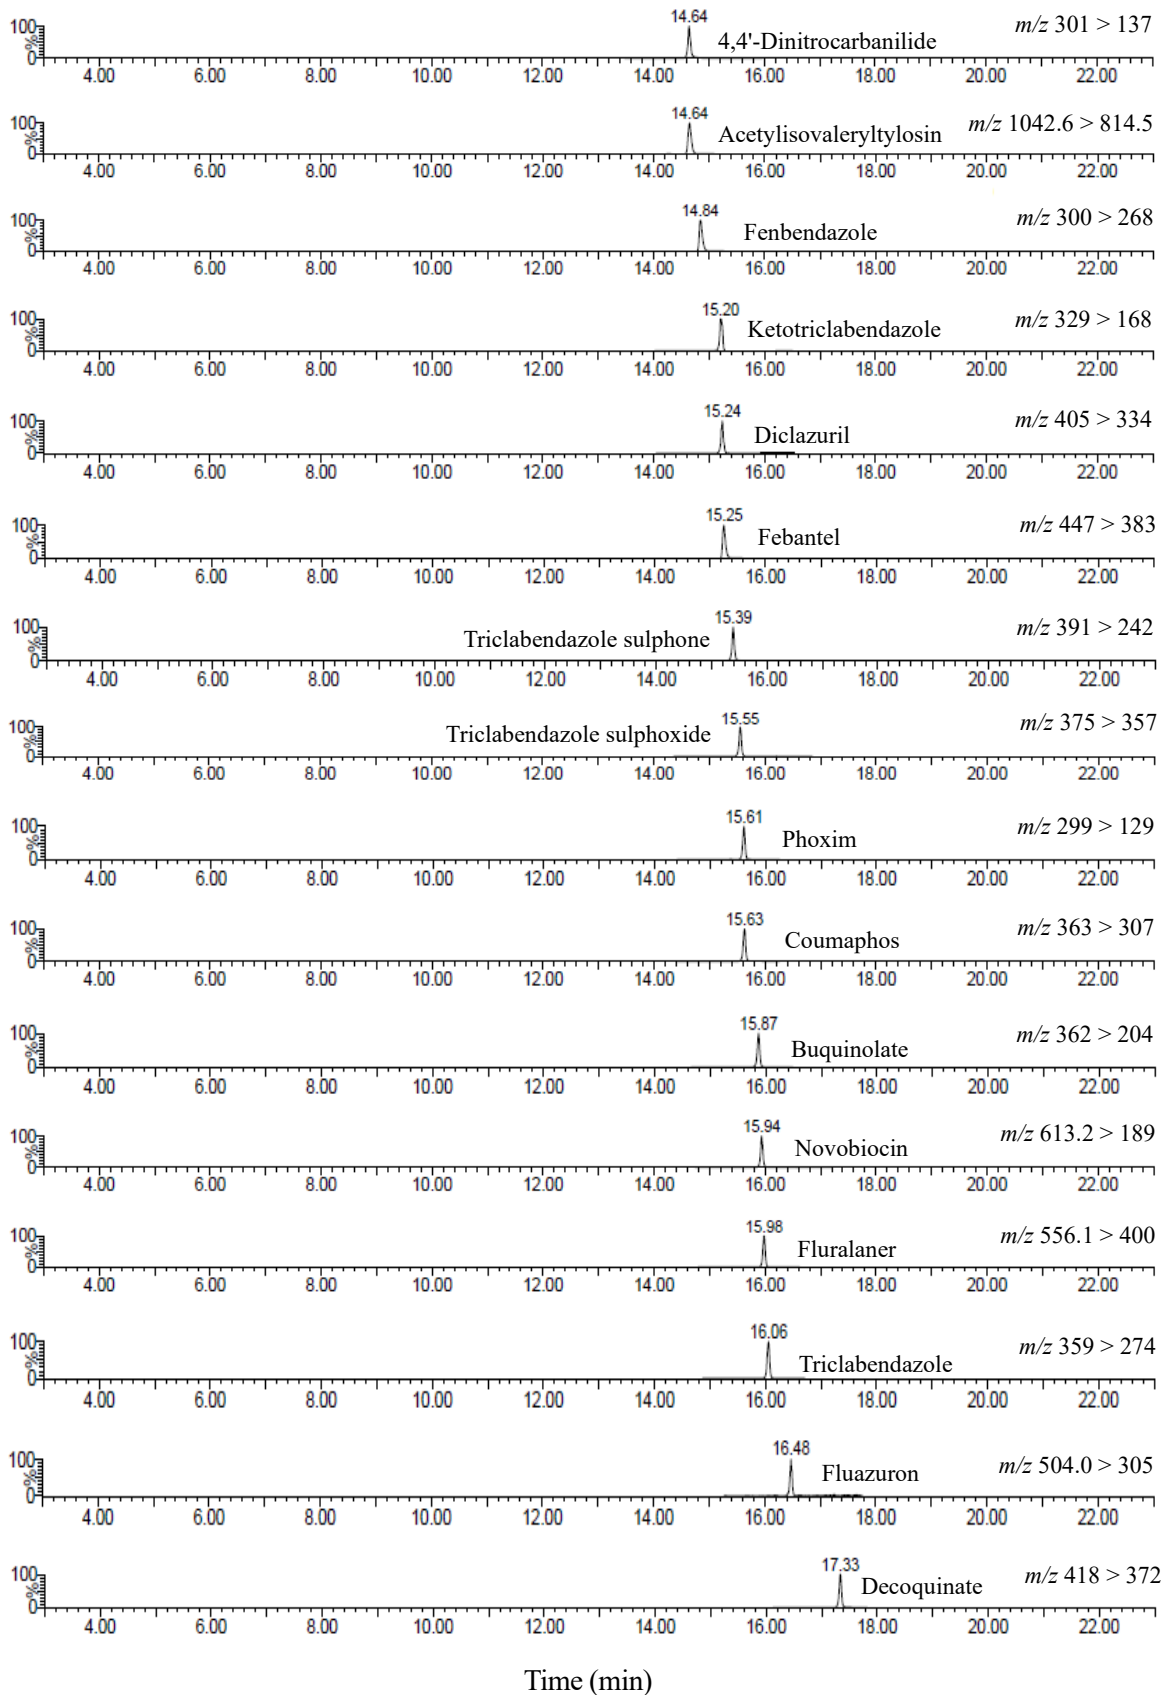 14.64
100
%
0
4,4'-Dinitrocarbanilide
m/z 301 > 137
4.00 6.00 8.00 10.00 12.00 14.00 16.00 18.00 20.00 22.00
14.64
100
%
0
Acetylisovaleryltylosin
m/z 1042.6 > 814.5
4.00 6.00 8.00 10.00 12.00 14.00 16.00 18.00 20.00 22.00
14.84
100
%
0
Fenbendazole
m/z 300 > 268
4.00 6.00 8.00 10.00 12.00 14.00 16.00 18.00 20.00 22.00
15.20
100
%
0
Ketotriclabendazole
m/z 329 > 168
4.00 6.00 8.00 10.00 12.00 14.00 16.00 18.00 20.00 22.00
15.24
100
%
0
Diclazuril
m/z 405 > 334
4.00 6.00 8.00 10.00 12.00 14.00 16.00 18.00 20.00 22.00
15.25
100
%
0
Febantel
m/z 447 > 383
4.00 6.00 8.00 10.00 12.00 14.00 16.00 18.00 20.00 22.00
15.39
100
%
0
Triclabendazole sulphone
m/z 391 > 242
4.00 6.00 8.00 10.00 12.00 14.00 16.00 18.00 20.00 22.00
15.55
100
%
0
Triclabendazole sulphoxide
m/z 375 > 357
4.00 6.00 8.00 10.00 12.00 14.00 16.00 18.00 20.00 22.00
15.61
100
%
0
Phoxim
m/z 299 > 129
4.00 6.00 8.00 10.00 12.00 14.00 16.00 18.00 20.00 22.00
15.63
100
%
0
Coumaphos
m/z 363 > 307
4.00 6.00 8.00 10.00 12.00 14.00 16.00 18.00 20.00 22.00
15.87
100
%
0
Buquinolate
m/z 362 > 204
4.00 6.00 8.00 10.00 12.00 14.00 16.00 18.00 20.00 22.00
15.94
100
%
0
Novobiocin
m/z 613.2 > 189
4.00 6.00 8.00 10.00 12.00 14.00 16.00 18.00 20.00 22.00
15.98
100
%
0
Fluralaner
m/z 556.1 > 400
4.00 6.00 8.00 10.00 12.00 14.00 16.00 18.00 20.00 22.00
16.06
100
%
0
Triclabendazole
m/z 359 > 274
4.00 6.00 8.00 10.00 12.00 14.00 16.00 18.00 20.00 22.00
16.48
100
%
0
Fluazuron
m/z 504.0 > 305
4.00 6.00 8.00 10.00 12.00 14.00 16.00 18.00 20.00 22.00
17.33
100
%
0
Decoquinate
m/z 418 > 372
4.00 6.00 8.00 10.00 12.00 14.00 16.00 18.00 20.00 22.00
Time (min)